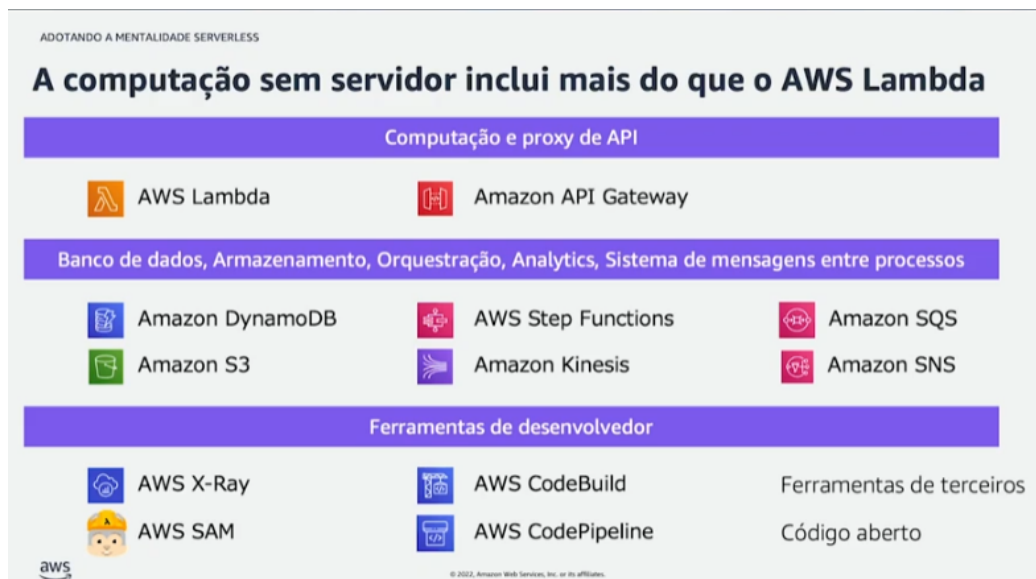 ADOTANDO A MENTALIDADE SERVERLESS
A computação sem servidor inclui mais do que o AWS Lambda
Computação e proxy de API
AWS Lambda
Amazon API Gateway
Banco de dados, Armazenamento, Orquestração, Analytics, Sistema de mensagens entre processos
Amazon DynamoDB
AWS Step Functions
Amazon SQS
Amazon S3
Amazon Kinesis
Amazon SNS
Ferramentas de desenvolvedor
AWS X-Ray
AWS CodeBuild
Ferramentas de terceiros
AWS SAM
AWS CodePipeline
Código aberto
aws
© 2022, Amazon Web Services, Inc. or its affiliates.